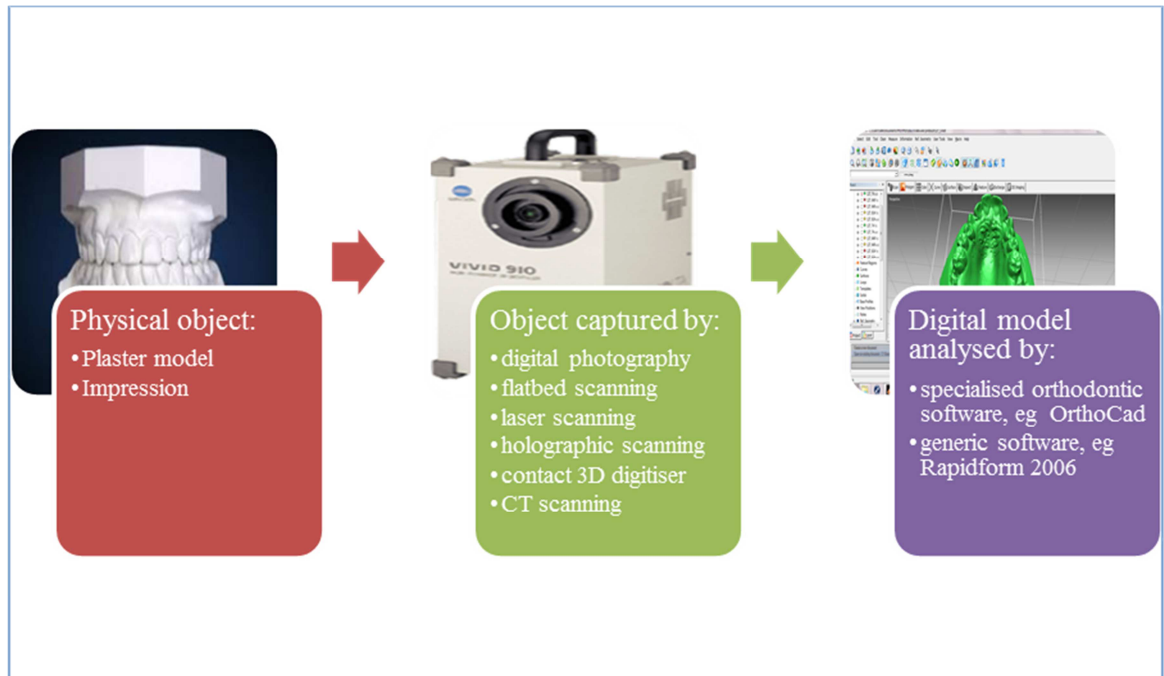 VIVID 910
Physical object:
• Plaster model
• Impression
Object captured by:
• digital photography
• flatbed scanning
• laser scanning
• holographic scanning
• contact 3D digitiser
• CT scanning
Digital model
analysed by:
• specialised orthodontic
software, eg OrthoCad
• generic software, eg
Rapidform 2006